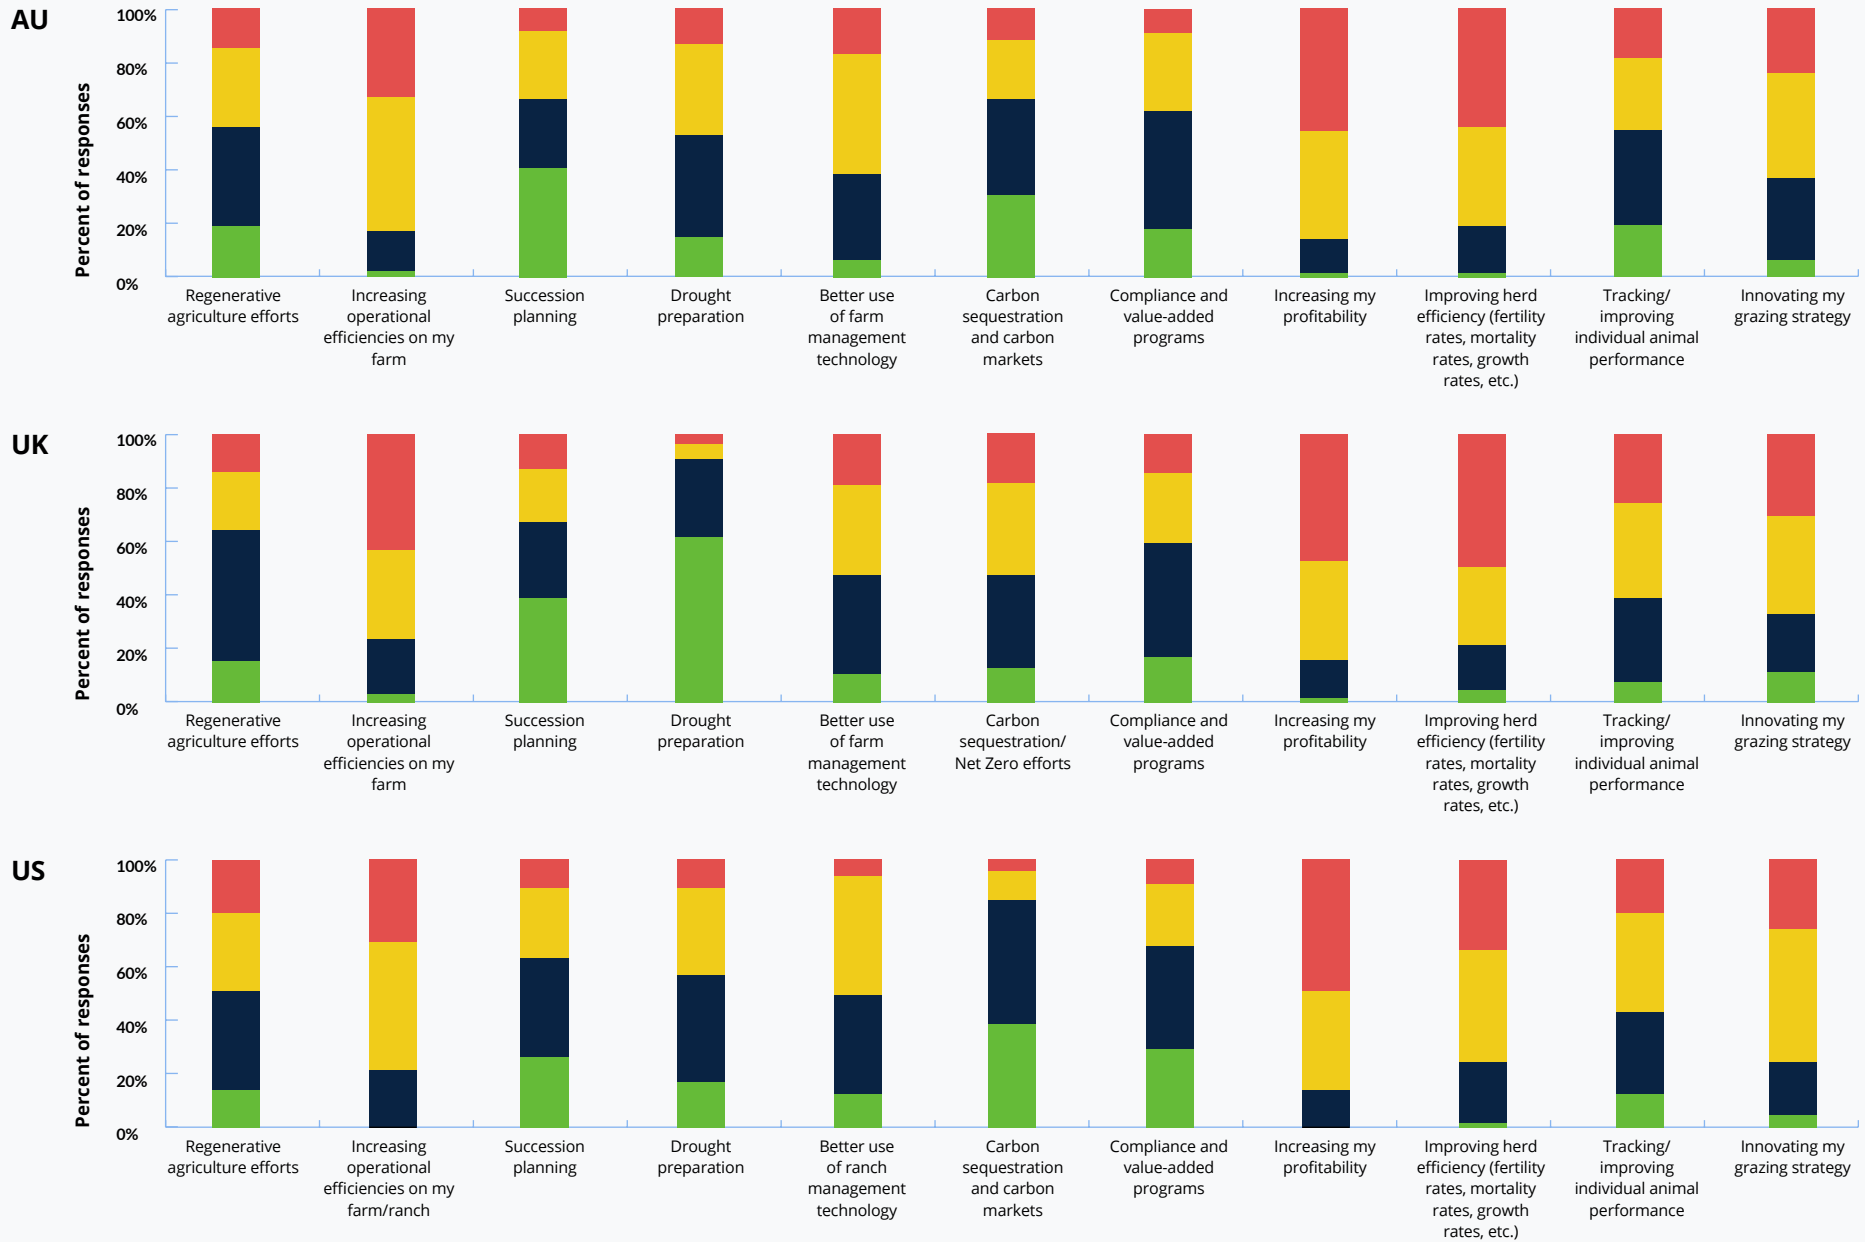 AU
Percent of responses
100%
80%
60%
40%
20%
0%
Regenerative
agriculture efforts
Increasing
operational
efficiencies on my
farm
Succession
planning
Drought
preparation
Better use
of farm
management
technology
Carbon
sequestration
and carbon
markets
Compliance and
value-added
programs
Increasing my
profitability
Improving herd
efficiency (fertility
rates, mortality
rates, growth
rates, etc.)
Tracking/
improving
individual animal
performance
Innovating my
grazing strategy
UK
Percent of responses
100%
80%
60%
40%
20%
0%
Regenerative
agriculture efforts
Increasing
operational
efficiencies on my
farm
Succession
planning
Drought
preparation
Better use
of farm
management
technology
Carbon
sequestration/
Net Zero efforts
Compliance and
value-added
programs
Increasing my
profitability
Improving herd
efficiency (fertility
rates, mortality
rates, growth
rates, etc.)
Tracking/
improving
individual animal
performance
Innovating my
grazing strategy
US
Percent of responses
100%
80%
60%
40%
20%
0%
Regenerative
agriculture efforts
Increasing
operational
efficiencies on my
farm/ranch
Succession
planning
Drought
preparation
Better use
of ranch
management
technology
Carbon
sequestration
and carbon
markets
Compliance and
value-added
programs
Increasing my
profitability
Improving herd
efficiency (fertility
rates, mortality
rates, growth
rates, etc.)
Tracking/
improving
individual animal
performance
Innovating my
grazing strategy